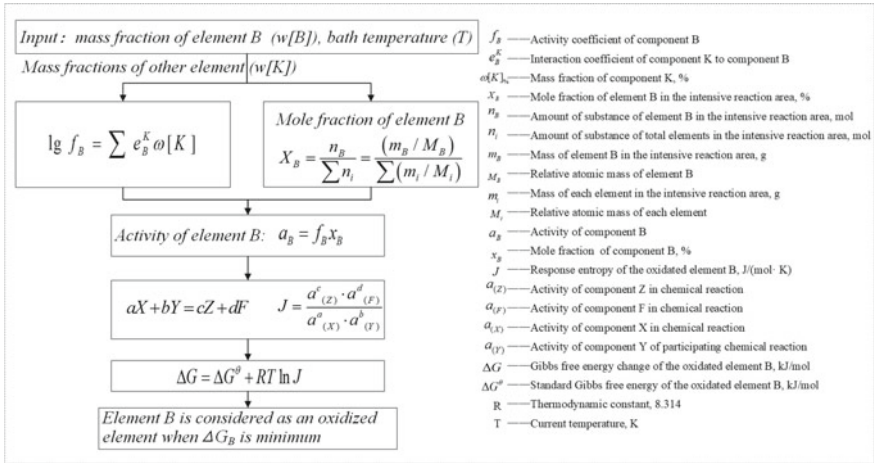 Input : mass fraction of element B (w[B]), bath temperature (T)
Mass fractions of other element (w[K])
lg f_B = ∑ e_B^K ω[K]
Mole fraction of element B
X_B = n_B / ∑ n_i = (m_B / M_B) / ∑ (m_i / M_i)
Activity of element B: a_B = f_B x_B
aX + bY = cZ + dF J = a^c_(Z) · a^d_(F) / a^a_(X) · a^b_(Y)
ΔG = ΔG^θ + RT ln J
Element B is considered as an oxidized
element when ΔG_B is minimum
f_B ——Activity coefficient of component B
e_B^K ——Interaction coefficient of component K to component B
ω[K]_% ——Mass fraction of component K, %
X_B ——Mole fraction of element B in the intensive reaction area, %
n_B ——Amount of substance of element B in the intensive reaction area, mol
n_i ——Amount of substance of total elements in the intensive reaction area, mol
m_B ——Mass of element B in the intensive reaction area, g
M_B ——Relative atomic mass of element B
m_i ——Mass of each element in the intensive reaction area, g
M_i ——Relative atomic mass of each element
a_B ——Activity of component B
x_B ——Mole fraction of component B, %
J ——Response entropy of the oxidated element B, J/(mol· K)
a_(Z) ——Activity of component Z in chemical reaction
a_(F) ——Activity of component F in chemical reaction
a_(X) ——Activity of component X in chemical reaction
a_(Y) ——Activity of component Y of participating chemical reaction
ΔG ——Gibbs free energy change of the oxidated element B, kJ/mol
ΔG^θ ——Standard Gibbs free energy of the oxidated element B, kJ/mol
R ——Thermodynamic constant, 8.314
T ——Current temperature, K